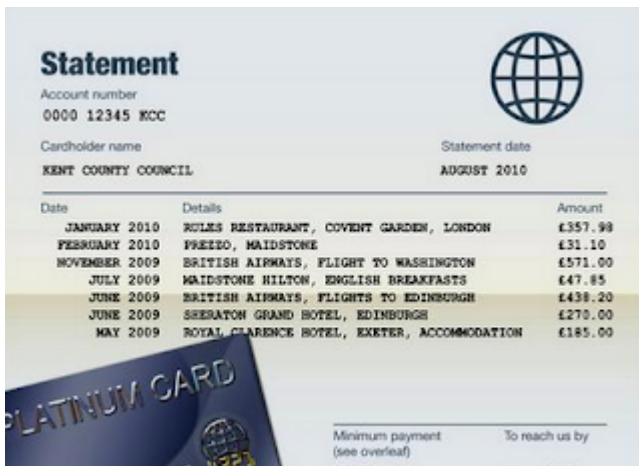 Statement
Account number
0000 12345 KCC
Cardholder name
Statement date
KENT COUNTY COUNCIL
AUGUST 2010
Date Details Amount
JANUARY 2010 RULES RESTAURANT, COVENT GARDEN, LONDON £357.98
FEBRUARY 2010 PREZZO, MAIDSTONE £31.10
NOVEMBER 2009 BRITISH AIRWAYS, FLIGHT TO WASHINGTON £571.00
JULY 2009 MAIDSTONE HILTON, ENGLISH BREAKFASTS £47.85
JUNE 2009 BRITISH AIRWAYS, FLIGHTS TO EDINBURGH £438.20
JUNE 2009 SHERATON GRAND HOTEL, EDINBURGH £270.00
MAY 2009 ROYAL CLARENCE HOTEL, EXETER, ACCOMMODATION £185.00
PLATINUM CARD
Minimum payment
(see overleaf)
To reach us by